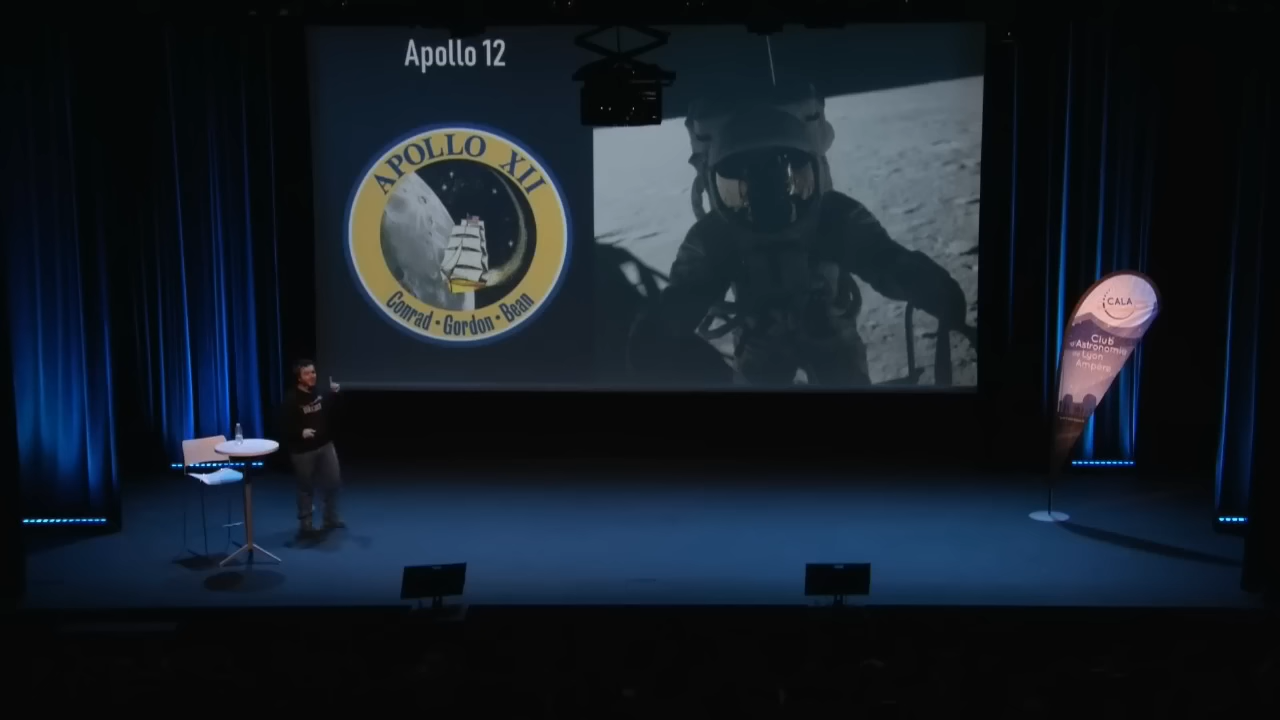 Apollo 12
APOLLO XII
Conrad • Gordon • Bean
CALA
Club
d'Astronomie
de Lyon
Ampère